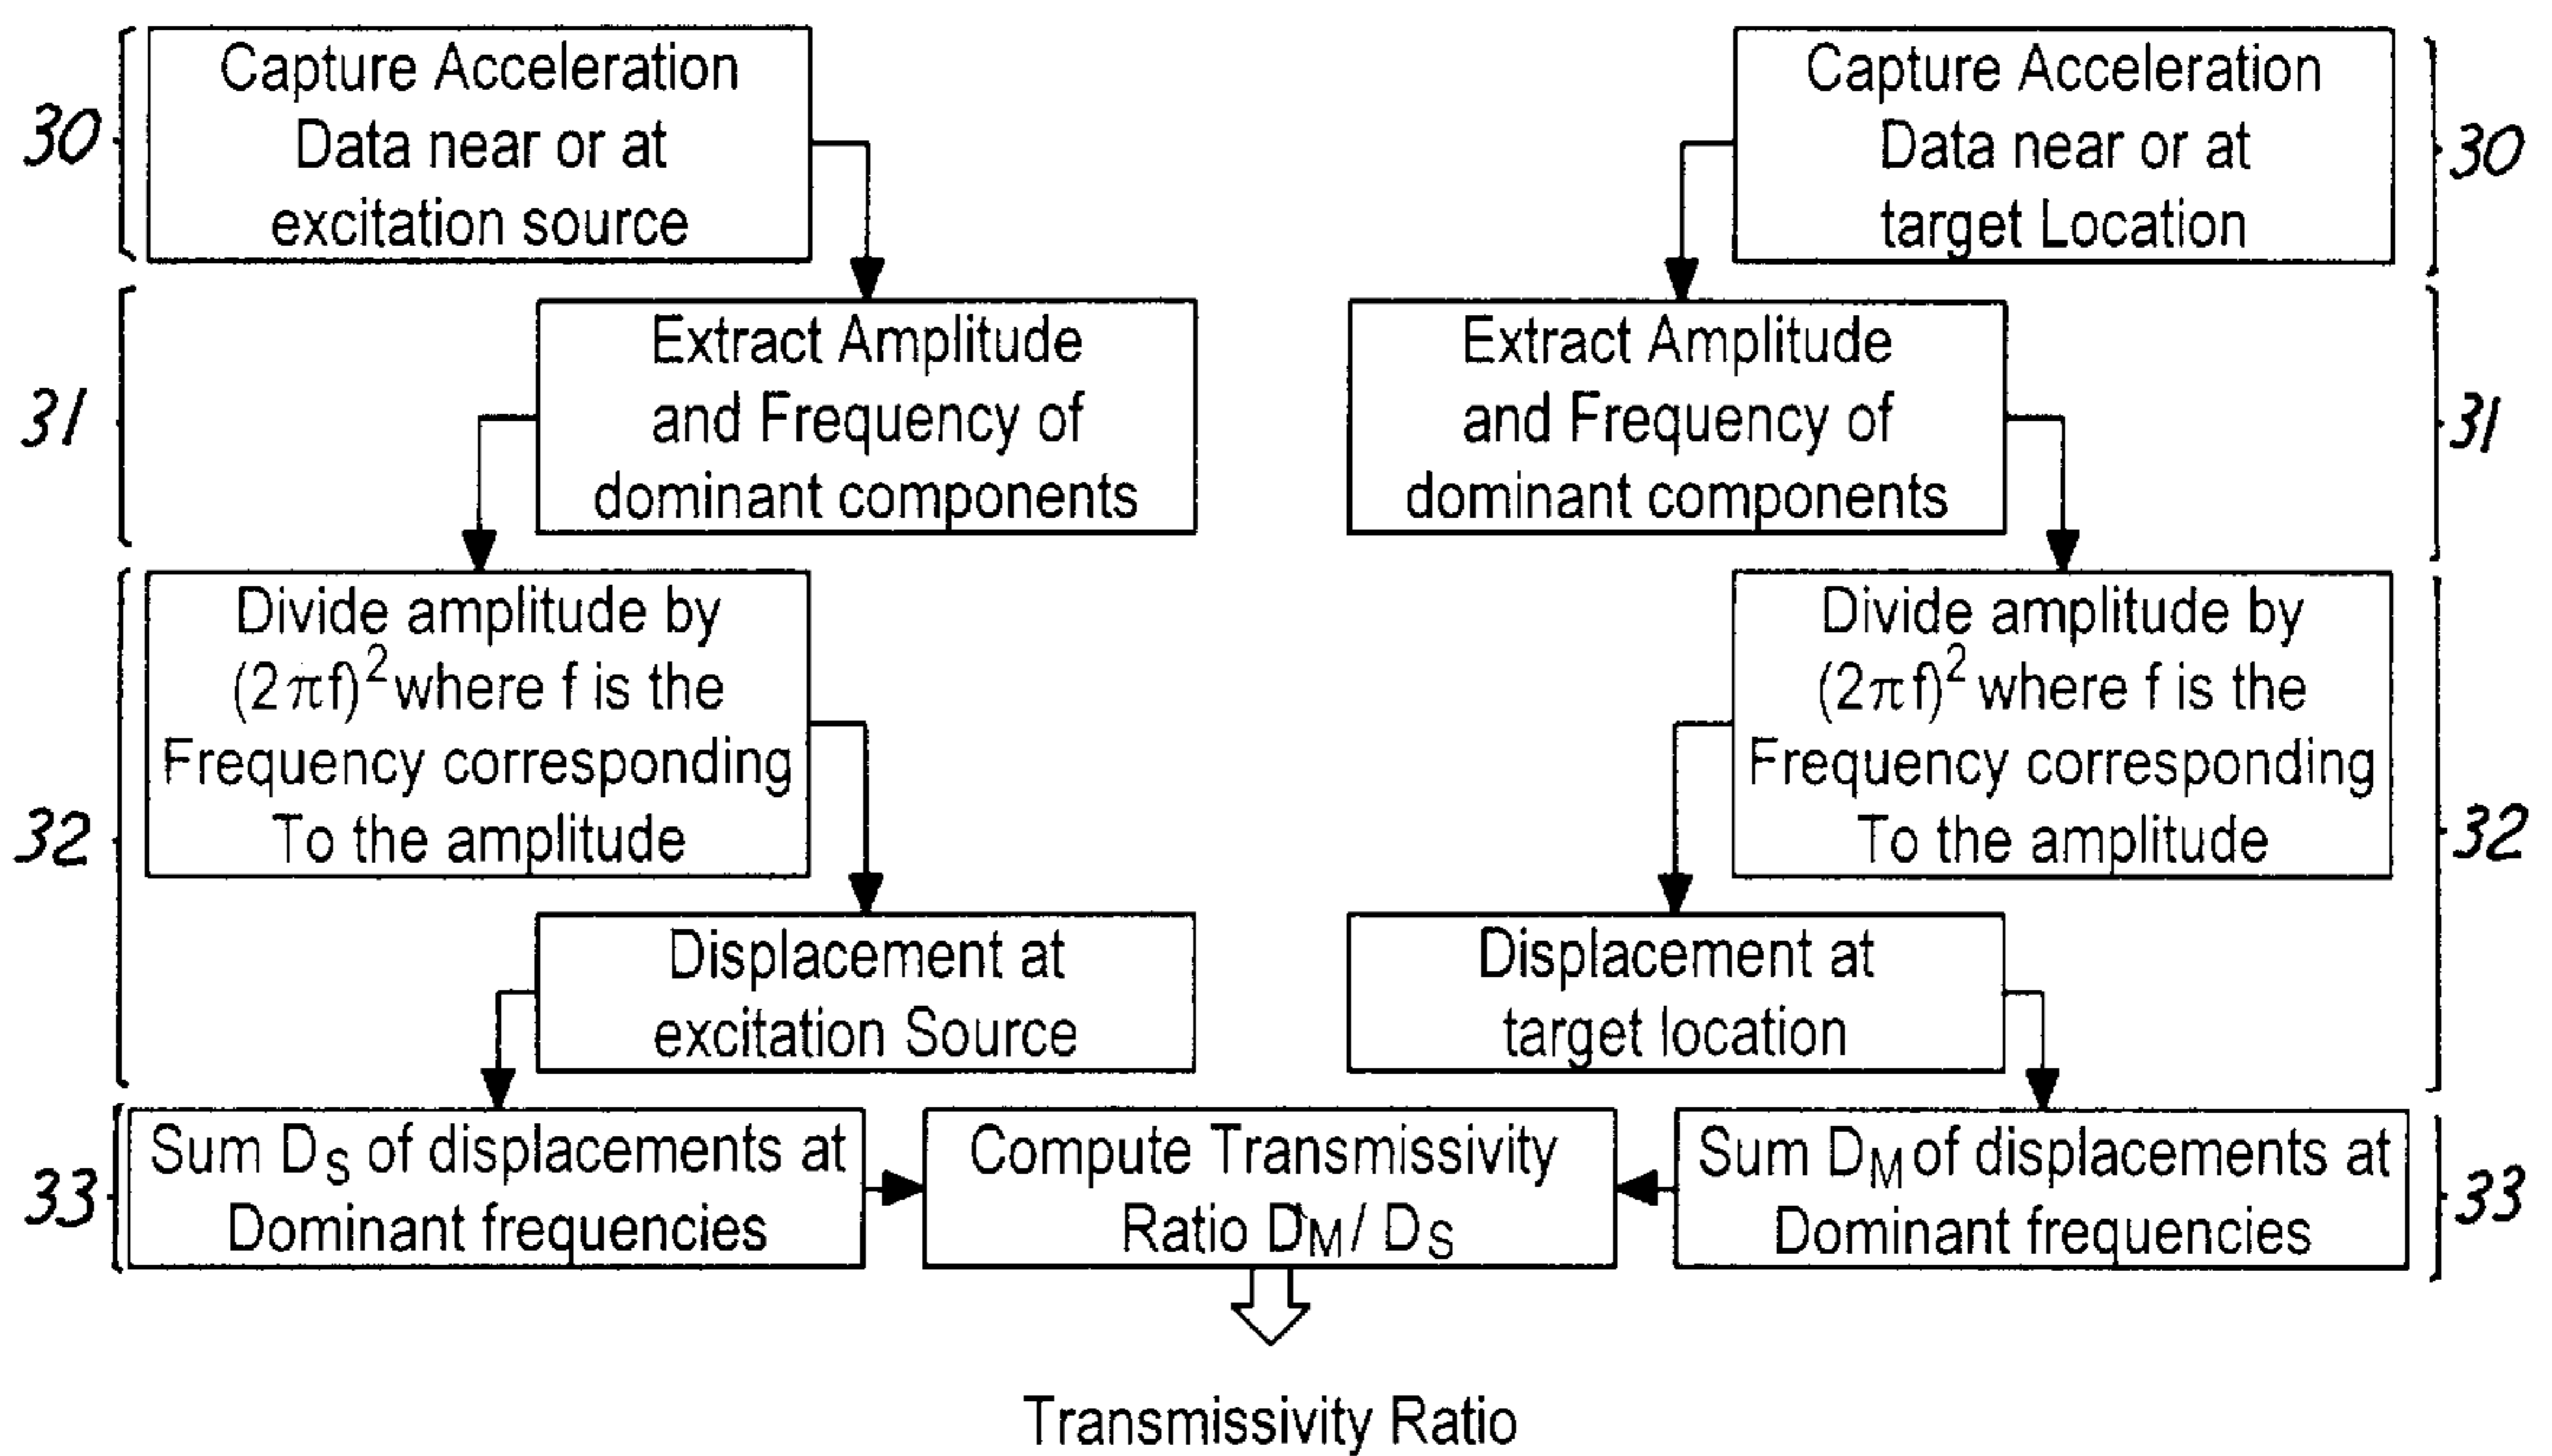 30
Capture Acceleration
Data near or at
excitation source
Capture Acceleration
Data near or at
target Location
30
31
Extract Amplitude
and Frequency of
dominant components
Extract Amplitude
and Frequency of
dominant components
31
32
Divide amplitude by
(2πf)² where f is the
Frequency corresponding
To the amplitude
Divide amplitude by
(2πf)² where f is the
Frequency corresponding
To the amplitude
32
Displacement at
excitation Source
Displacement at
target location
33
Sum D_S of displacements at
Dominant frequencies
Compute Transmissivity
Ratio D_M / D_S
Sum D_M of displacements at
Dominant frequencies
33
Transmissivity Ratio